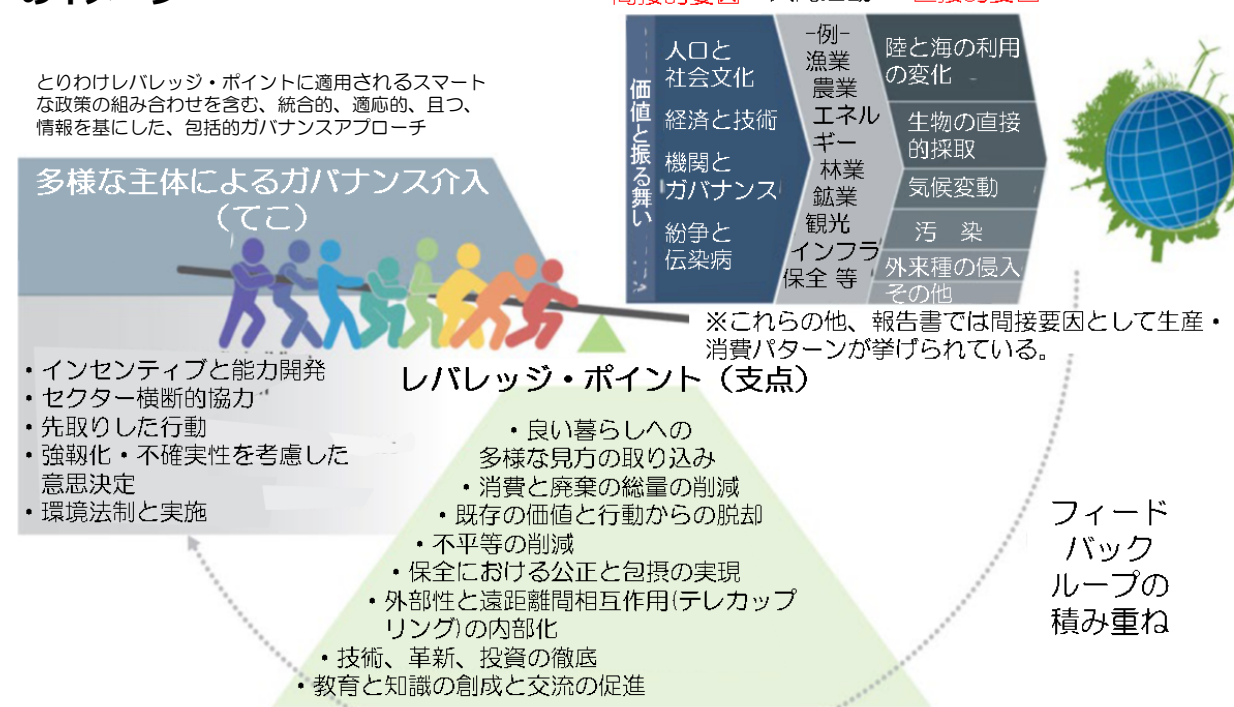 とりわけレバレッジ・ポイントに適用されるスマート
な政策の組み合わせを含む、統合的、適応的、且つ、
情報を基にした、包括的ガバナンスアプローチ
多様な主体によるガバナンス介入
（てこ）
・インセンティブと能力開発
・セクター横断的協力
・先取りした行動
・強靱化・不確実性を考慮した
意思決定
・環境法制と実施
価値と振る舞い
人口と
社会文化
経済と技術
機関と
ガバナンス
紛争と
伝染病
-例-
漁業
農業
エネル
ギー
林業
鉱業
観光
インフラ
保全 等
陸と海の利用
の変化
生物の直接
的採取
気候変動
汚 染
外来種の侵入
その他
※これらの他、報告書では間接要因として生産・
消費パターンが挙げられている。
レバレッジ・ポイント（支点）
・良い暮らしへの
多様な見方の取り込み
・消費と廃棄の総量の削減
・既存の価値と行動からの脱却
・不平等の削減
・保全における公正と包摂の実現
・外部性と遠距離間相互作用(テレカップ
リング)の内部化
・技術、革新、投資の徹底
・教育と知識の創成と交流の促進
フィード
バック
ループの
積み重ね